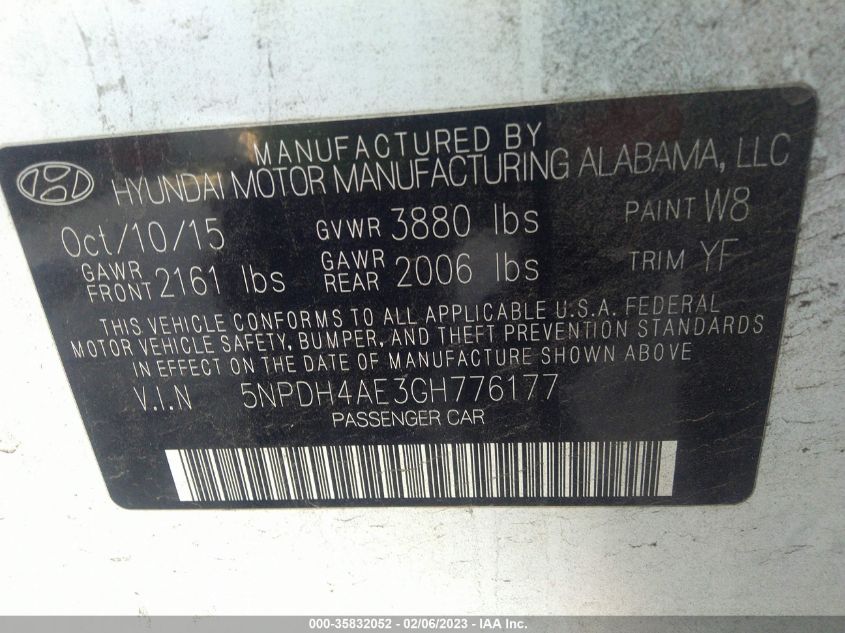 MANUFACTURED BY
HYUNDAI MOTOR MANUFACTURING ALABAMA, LLC
Oct/10/15 GVWR 3880 lbs PAINT W8
GAWR FRONT 2161 lbs GAWR REAR 2006 lbs TRIM YF
THIS VEHICLE CONFORMS TO ALL APPLICABLE U.S.A. FEDERAL
MOTOR VEHICLE SAFETY, BUMPER, AND THEFT PREVENTION STANDARDS
IN EFFECT ON THE DATE OF MANUFACTURE SHOWN ABOVE
V.I.N 5NPDH4AE3GH776177
PASSENGER CAR
000-35832052 - 02/06/2023 - IAA Inc.